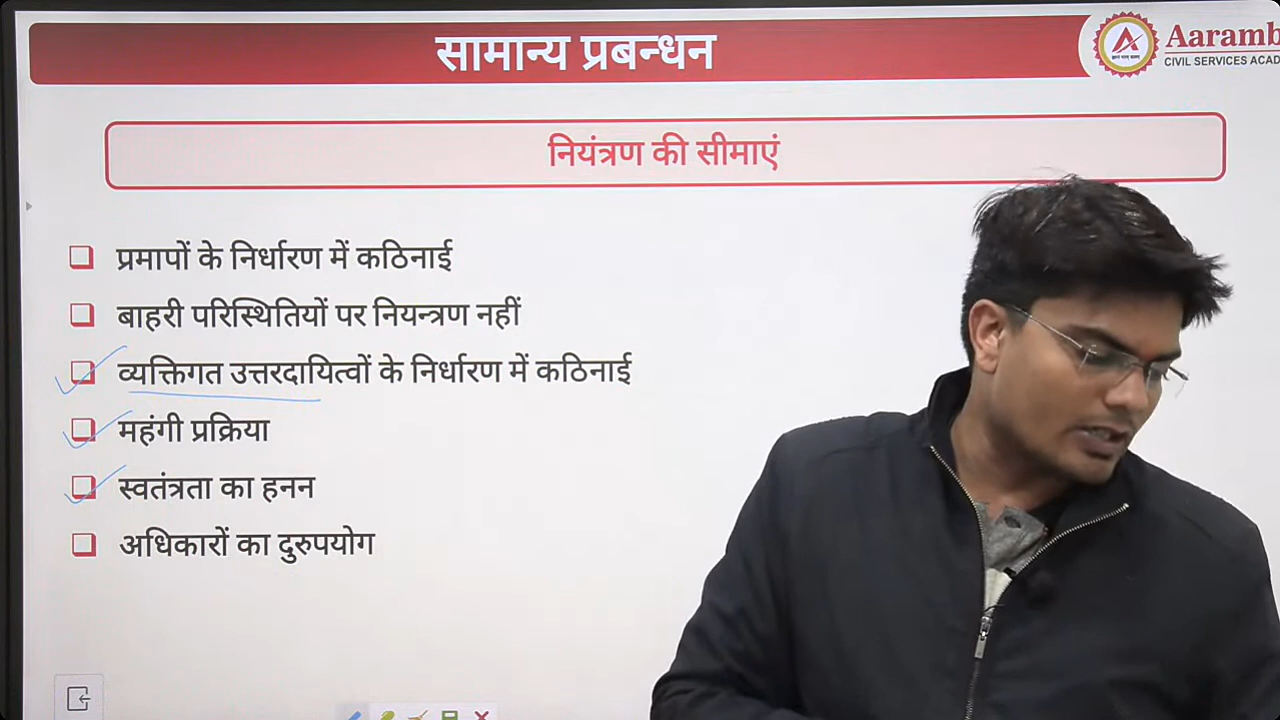 सामान्य प्रबन्धन
Aaramb
CIVIL SERVICES ACAD
नियंत्रण की सीमाएं
प्रमापों के निर्धारण में कठिनाई
बाहरी परिस्थितियों पर नियन्त्रण नहीं
व्यक्तिगत उत्तरदायित्वों के निर्धारण में कठिनाई
महंगी प्रक्रिया
स्वतंत्रता का हनन
अधिकारों का दुरुपयोग